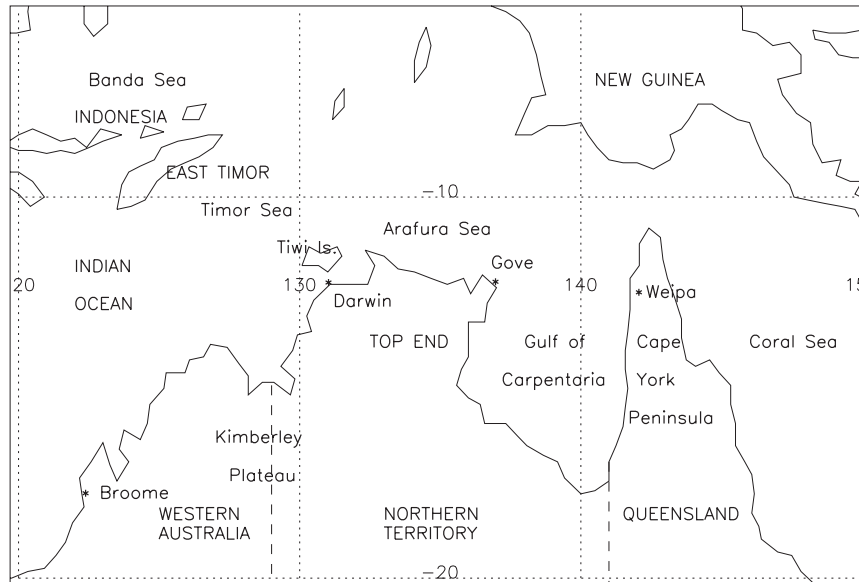 Banda Sea
NEW GUINEA
INDONESIA
EAST TIMOR
-10
Timor Sea
Arafura Sea
Tiwi Is.
INDIAN
Gove
20
130
140
15
Weipa
OCEAN
Darwin
TOP END
Gulf of
Cape
Coral Sea
Carpentaria
York
Peninsula
Kimberley
Plateau
Broome
WESTERN
NORTHERN
QUEENSLAND
AUSTRALIA
TERRITORY
-20